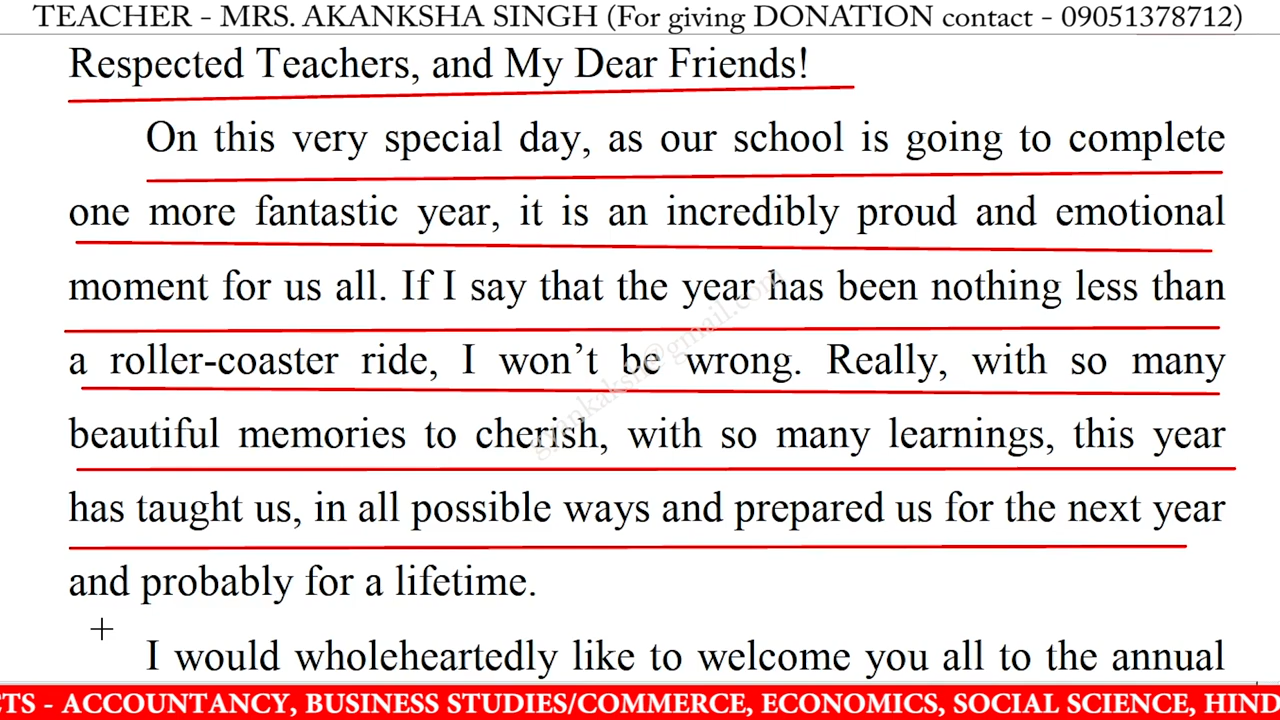 TEACHER - MRS. AKANKSHA SINGH (For giving DONATION contact - 09051378712)
Respected Teachers, and My Dear Friends!
On this very special day, as our school is going to complete
one more fantastic year, it is an incredibly proud and emotional
moment for us all. If I say that the year has been nothing less than
a roller-coaster ride, I won’t be wrong. Really, with so many
beautiful memories to cherish, with so many learnings, this year
has taught us, in all possible ways and prepared us for the next year
and probably for a lifetime.
I would wholeheartedly like to welcome you all to the annual
CTS - ACCOUNTANCY, BUSINESS STUDIES/COMMERCE, ECONOMICS, SOCIAL SCIENCE, HIND